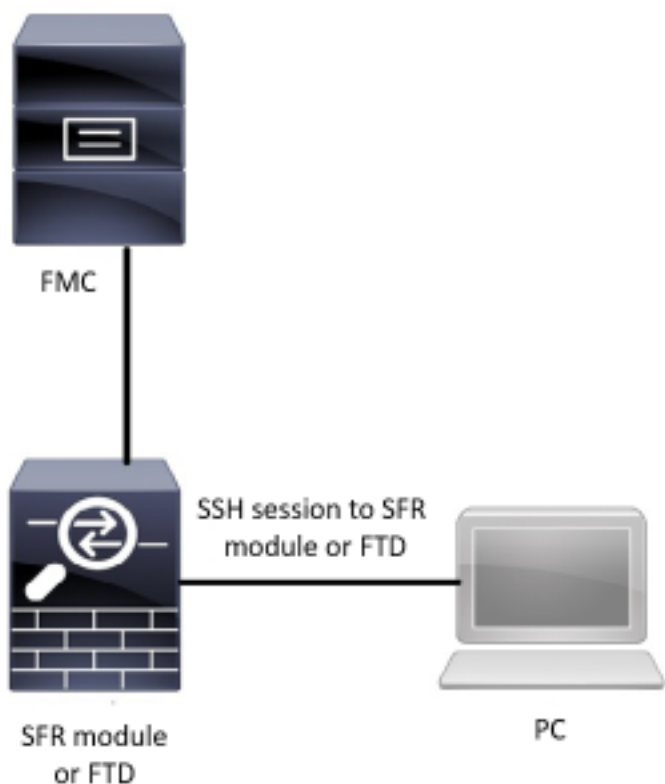 FMC
SSH session to SFR
module or FTD
SFR module
or FTD
PC